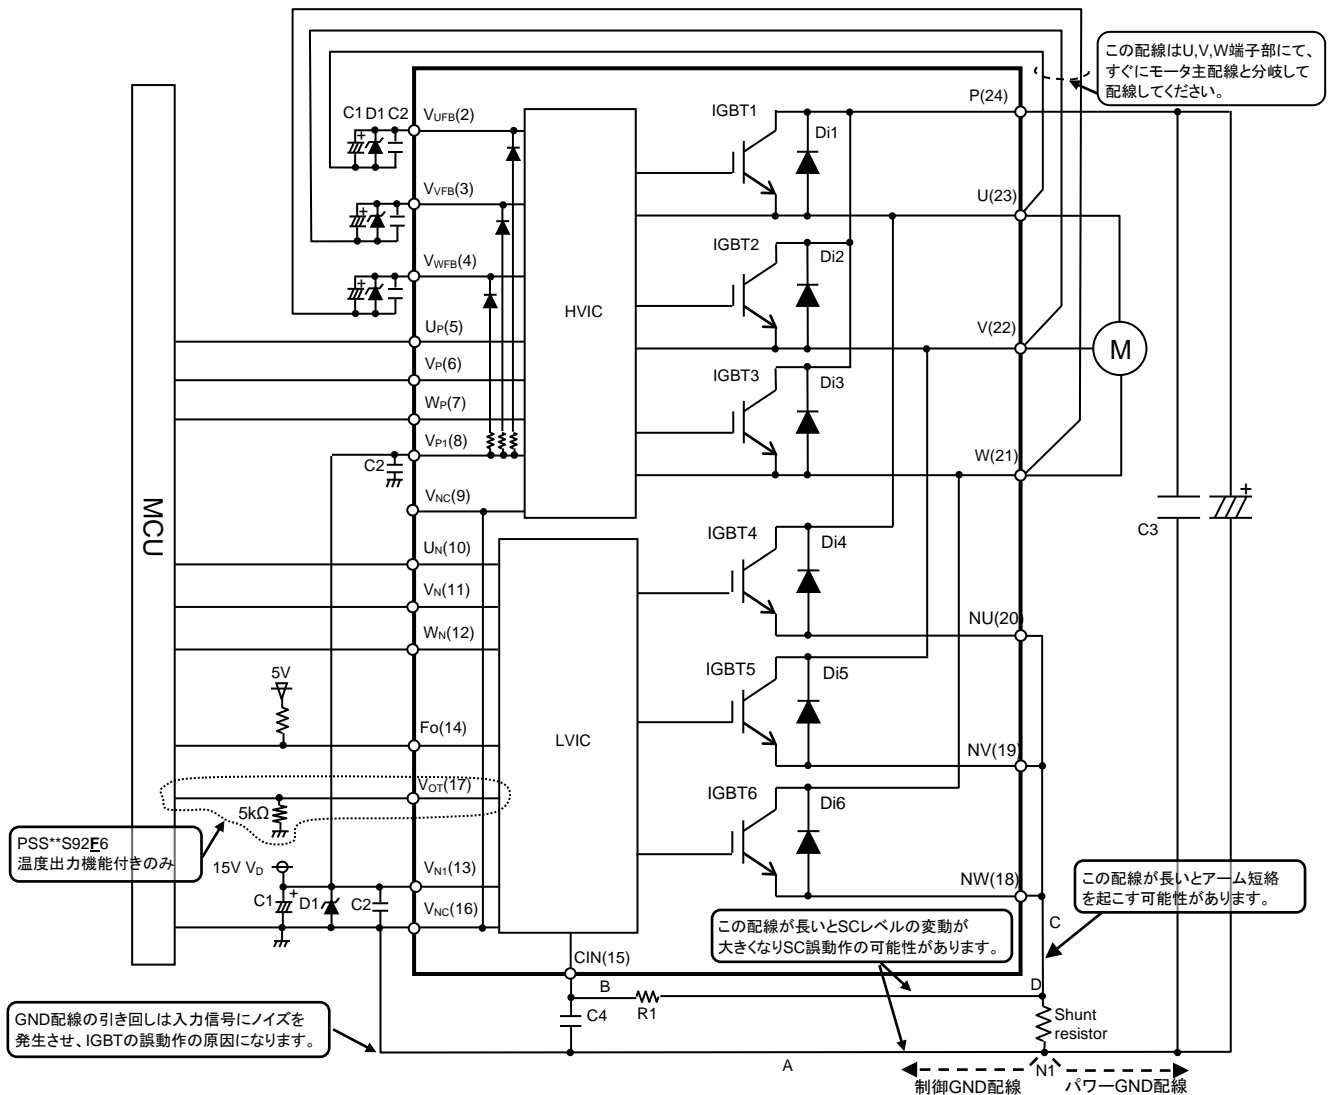 この配線はU,V,W端子部にて、
すぐにモータ主配線と分岐して
配線してください。
P(24)
C1 D1 C2
VUFB(2)
IGBT1
Di1
VVFB(3)
U(23)
IGBT2
Di2
VWFB(4)
HVIC
UP(5)
V(22)
M
VP(6)
IGBT3
Di3
WP(7)
VP1(8)
C2
W(21)
VNC(9)
MCU
+
C3
IGBT4
Di4
UN(10)
VN(11)
NU(20)
WN(12)
5V
IGBT5
Di5
Fo(14)
LVIC
NV(19)
VOT(17)
5kΩ
IGBT6
Di6
PSS**S92F6
温度出力機能付きのみ
15V VD
VN1(13)
NW(18)
C1
+
D1
C2
VNC(16)
この配線が長いとアーム短絡
を起こす可能性があります。
この配線が長いとSCレベルの変動が
大きくなりSC誤動作の可能性があります。
C
CIN(15)
B
R1
D
C4
Shunt
resistor
GND配線の引き回しは入力信号にノイズを
発生させ、IGBTの誤動作の原因になります。
A
N1
制御GND配線
パワーGND配線